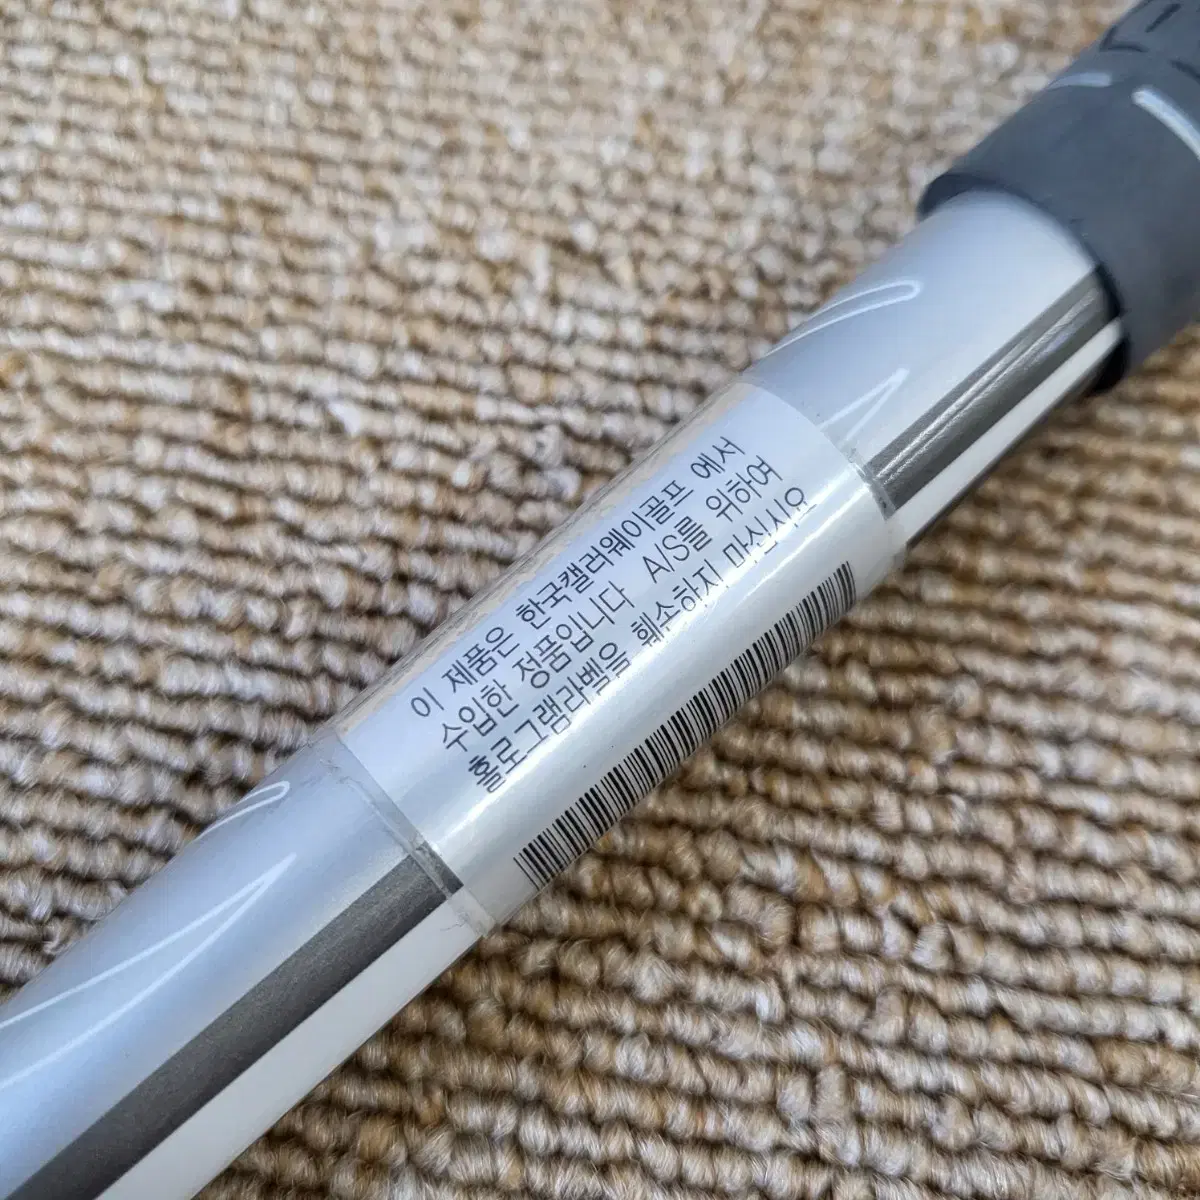 이 제품은 한국캘러웨이골프 에서
수입한 정품입니다 A/S를 위하여
홀로그램라벨을 훼손하지 마십시요